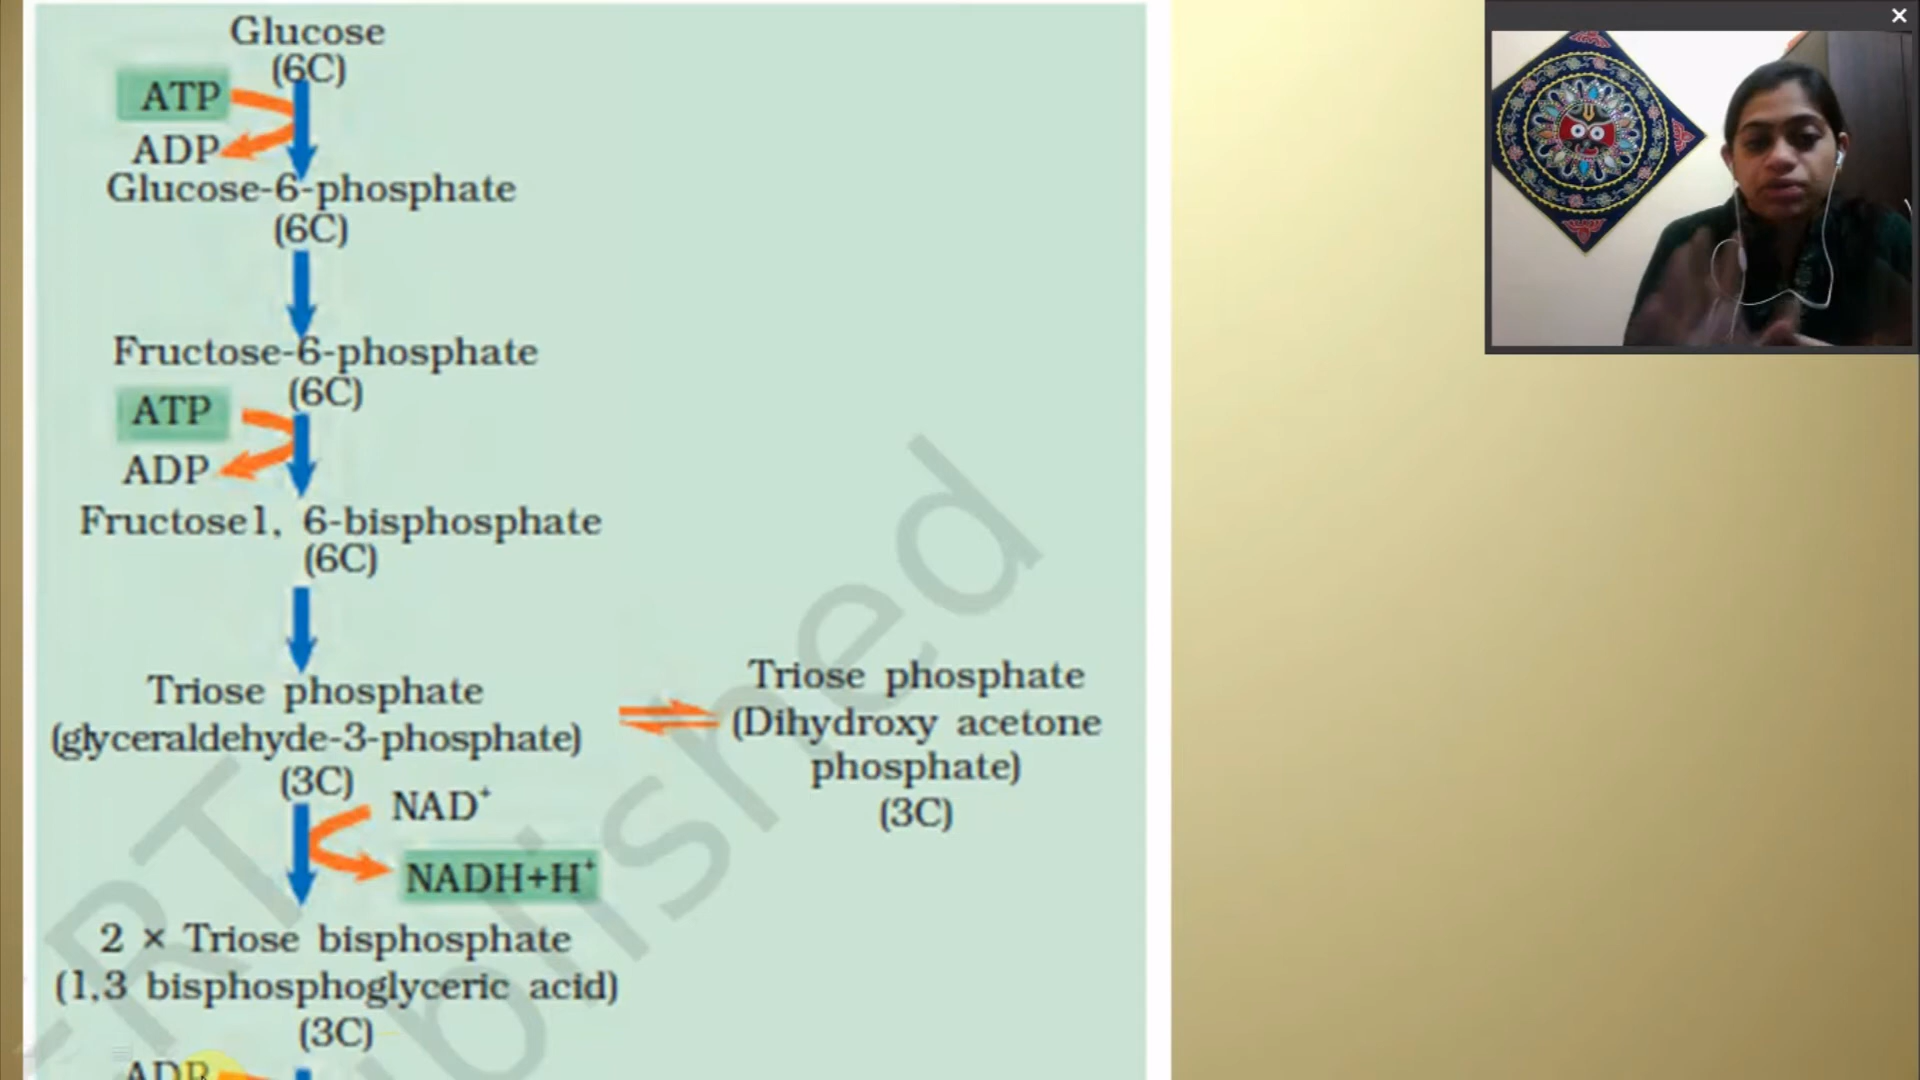 Glucose
(6C)
ATP
ADP
Glucose-6-phosphate
(6C)
Fructose-6-phosphate
(6C)
ATP
ADP
Fructose1, 6-bisphosphate
(6C)
Triose phosphate
(glyceraldehyde-3-phosphate)
(3C)
Triose phosphate
(Dihydroxy acetone
phosphate)
(3C)
NAD+
NADH+H+
2 × Triose bisphosphate
(1,3 bisphosphoglyceric acid)
(3C)
ADP